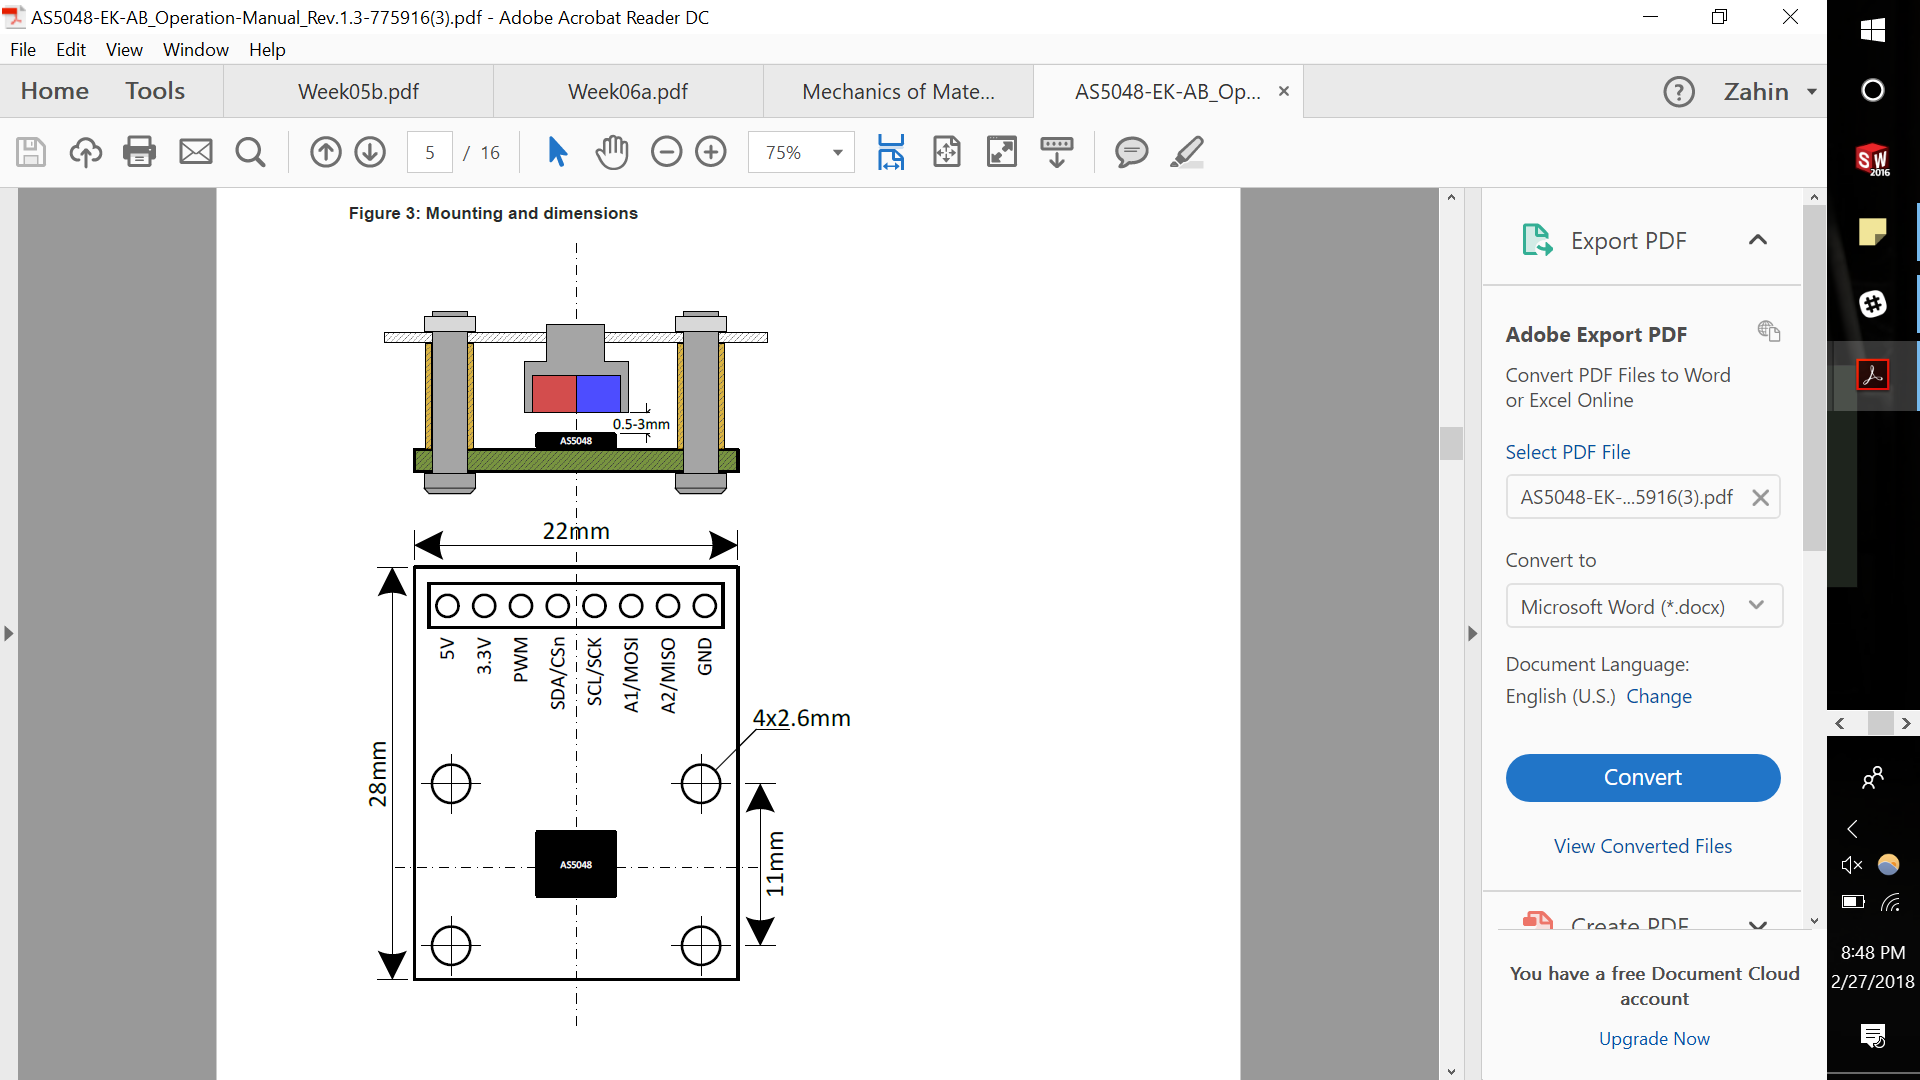 AS5048-EK-AB_Operation-Manual_Rev.1.3-775916(3).pdf - Adobe Acrobat Reader DC
File Edit View Window Help
Home Tools Week05b.pdf Week06a.pdf Mechanics of Mate... AS5048-EK-AB_Op... × ? Zahin
5 / 16 75%
Figure 3: Mounting and dimensions
0.5-3mm
AS5048
22mm
5V
3.3V
PWM
SDA/CSn
SCL/SCK
A1/MOSI
A2/MISO
GND
4x2.6mm
28mm
AS5048
11mm
Export PDF
Adobe Export PDF
Convert PDF Files to Word
or Excel Online
Select PDF File
AS5048-EK-...5916(3).pdf
Convert to
Microsoft Word (*.docx)
Document Language:
English (U.S.) Change
Convert
View Converted Files
Create PDF
You have a free Document Cloud
account
Upgrade Now
SW
2016
8:48 PM
2/27/2018